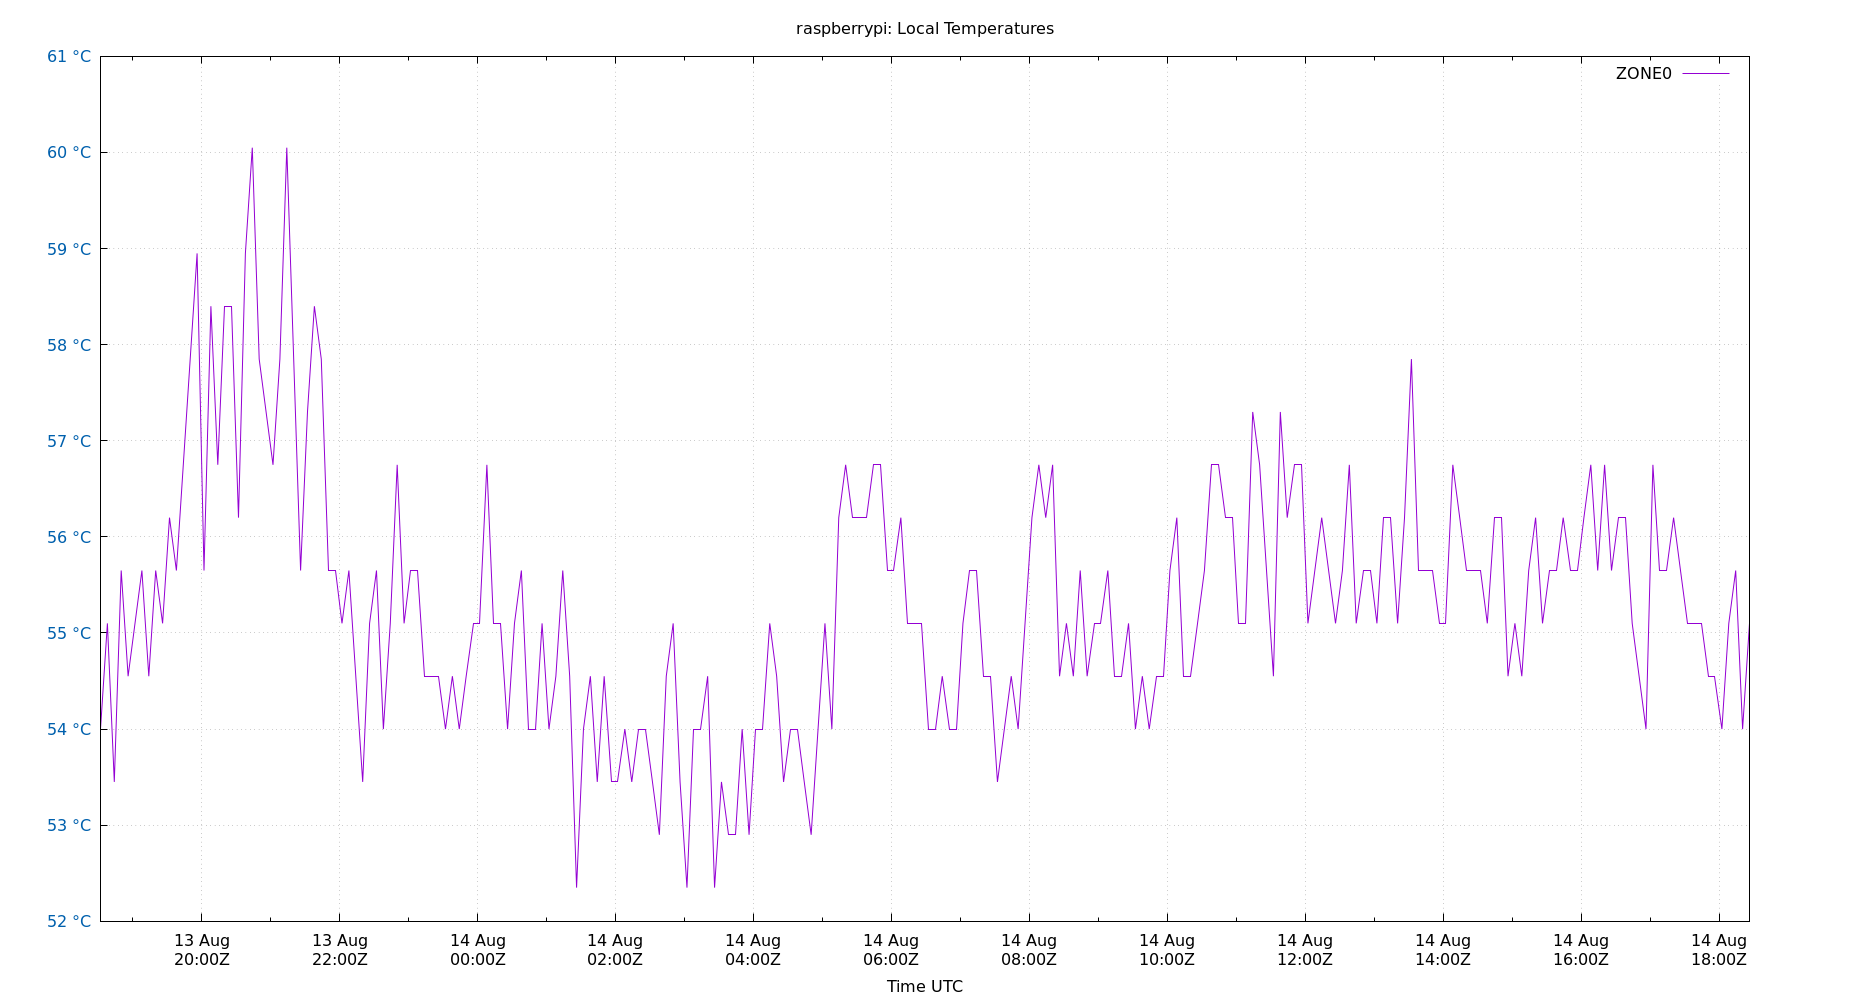 raspberrypi: Local Temperatures
61 °C
60 °C
59 °C
58 °C
57 °C
56 °C
55 °C
54 °C
53 °C
52 °C
ZONE0
13 Aug 13 Aug 14 Aug 14 Aug 14 Aug 14 Aug 14 Aug 14 Aug 14 Aug 14 Aug 14 Aug 14 Aug
20:00Z 22:00Z 00:00Z 02:00Z 04:00Z 06:00Z 08:00Z 10:00Z 12:00Z 14:00Z 16:00Z 18:00Z
Time UTC